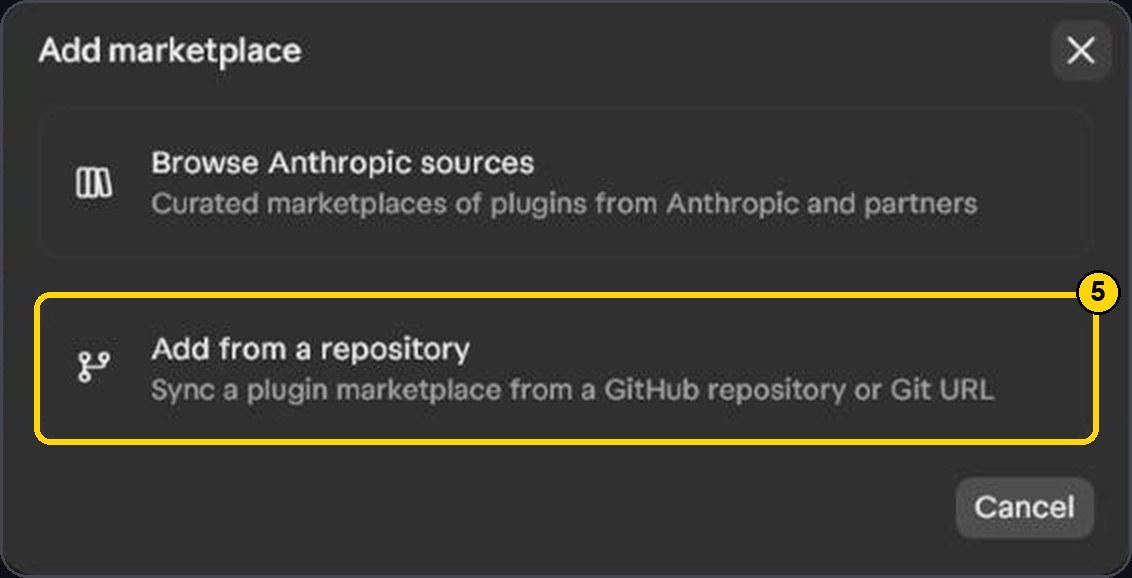 Add marketplace
Browse Anthropic sources
Curated marketplaces of plugins from Anthropic and partners
5
Add from a repository
Sync a plugin marketplace from a GitHub repository or Git URL
Cancel